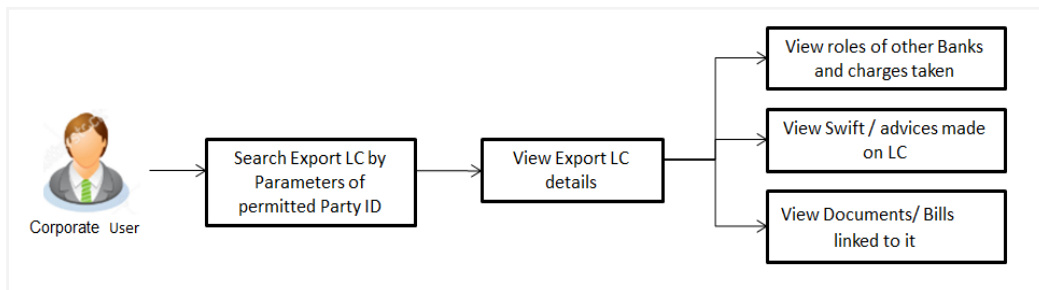 Corporate User
Search Export LC by
Parameters of
permitted Party ID
View Export LC
details
View roles of other Banks
and charges taken
View Swift / advices made
on LC
View Documents/ Bills
linked to it